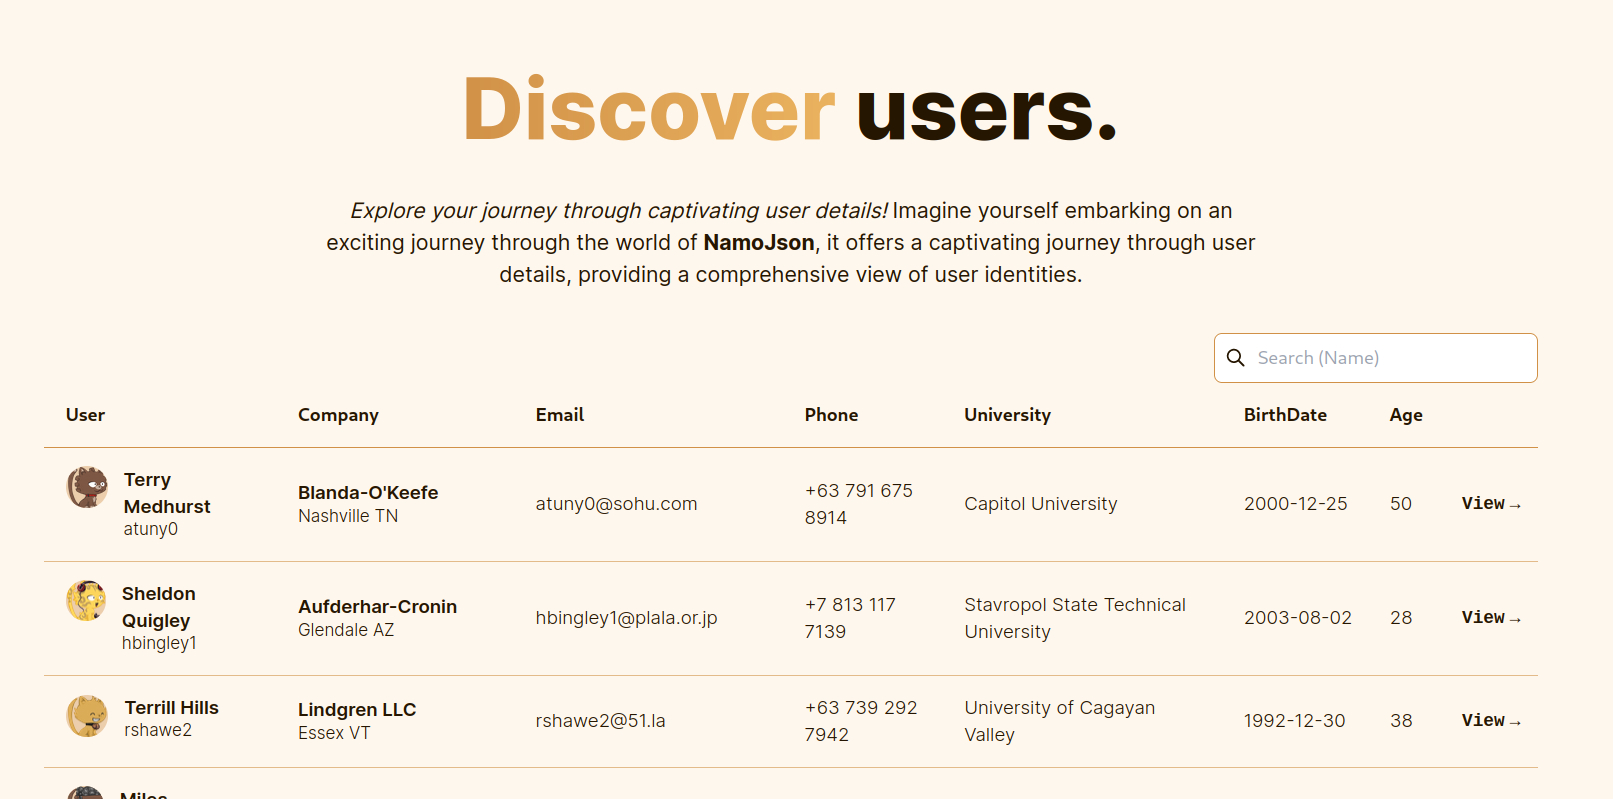 Discover users.
Explore your journey through captivating user details! Imagine yourself embarking on an
exciting journey through the world of NamoJson, it offers a captivating journey through user
details, providing a comprehensive view of user identities.
Search (Name)
User Company Email Phone University BirthDate Age
Terry
Medhurst
atuny0
Blanda-O'Keefe
Nashville TN
atuny0@sohu.com
+63 791 675
8914
Capitol University
2000-12-25
50
View→
Sheldon
Quigley
hbingley1
Aufderhar-Cronin
Glendale AZ
hbingley1@plala.or.jp
+7 813 117
7139
Stavropol State Technical
University
2003-08-02
28
View→
Terrill Hills
rshawe2
Lindgren LLC
Essex VT
rshawe2@51.la
+63 739 292
7942
University of Cagayan
Valley
1992-12-30
38
View→
Miles